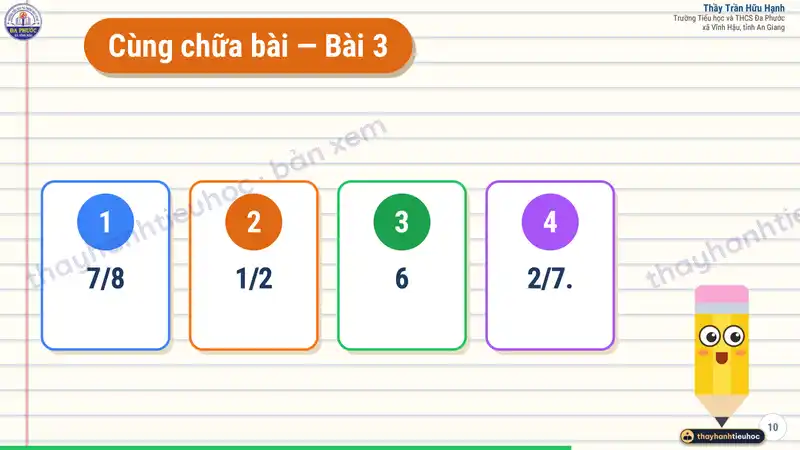 Thầy Trần Hữu Hạnh
Trường Tiểu học và THCS Đa Phước
xã Vĩnh Hậu, tỉnh An Giang
ĐA PHƯỚC
Cùng chữa bài – Bài 3
thayhanhtieuhoc · bản xem
1
2
3
4
7/8
1/2
6
2/7.
thayhanhtie
thayhanhtieuhoc
10